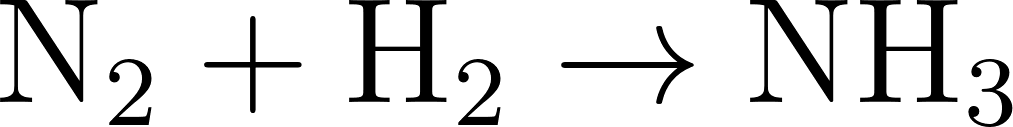 N₂ + H₂ → NH₃